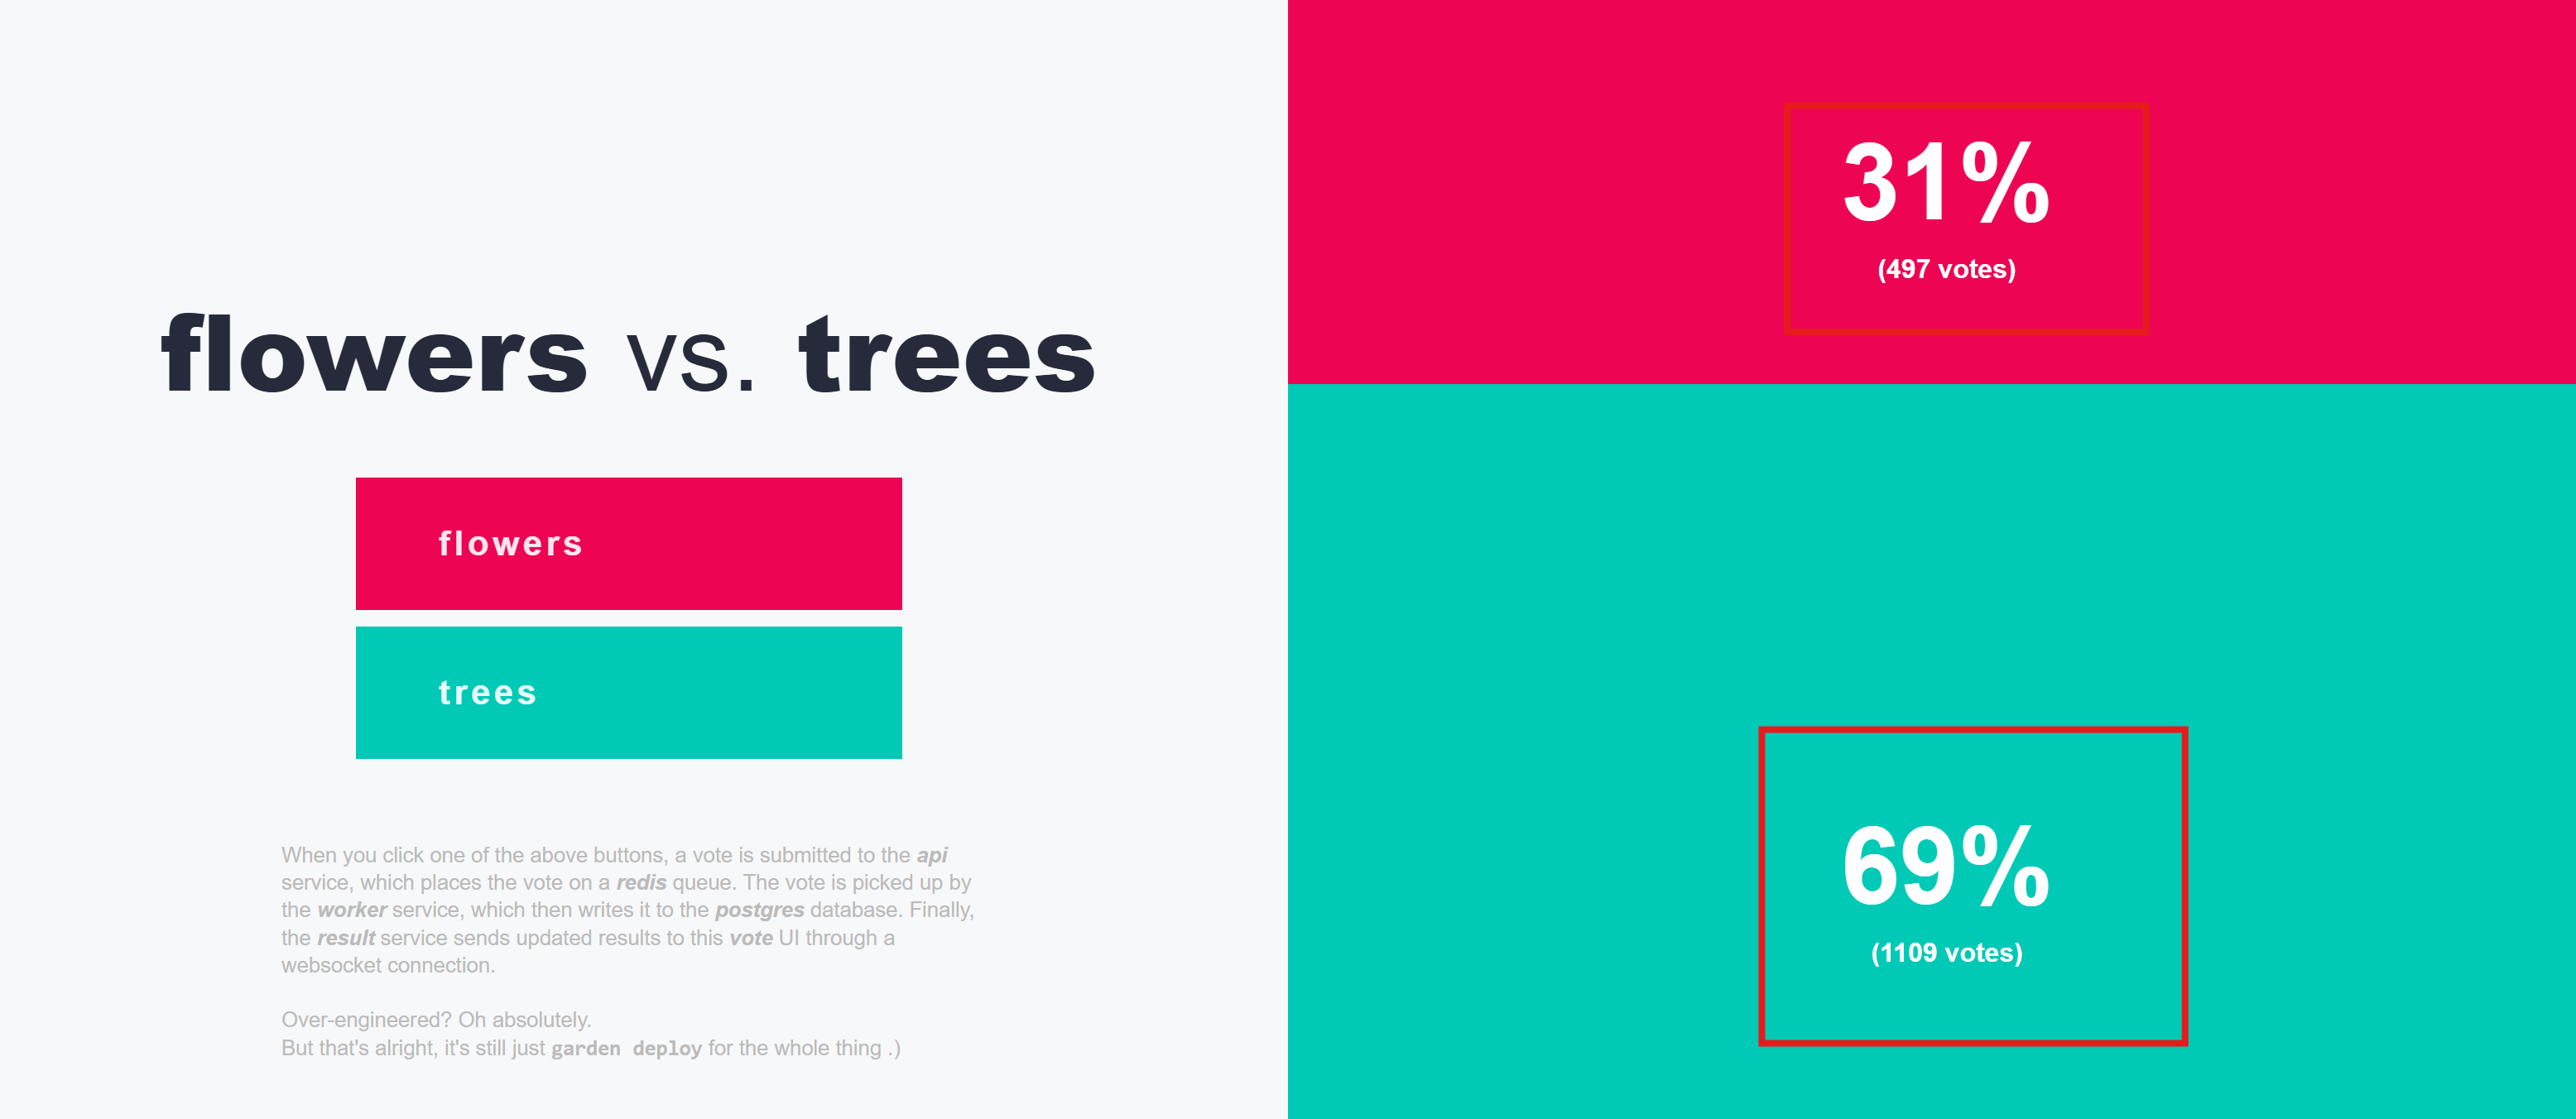 flowers vs. trees
flowers
trees
When you click one of the above buttons, a vote is submitted to the api
service, which places the vote on a redis queue. The vote is picked up by
the worker service, which then writes it to the postgres database. Finally,
the result service sends updated results to this vote UI through a
websocket connection.
Over-engineered? Oh absolutely.
But that's alright, it's still just garden deploy for the whole thing .)
31%
(497 votes)
69%
(1109 votes)